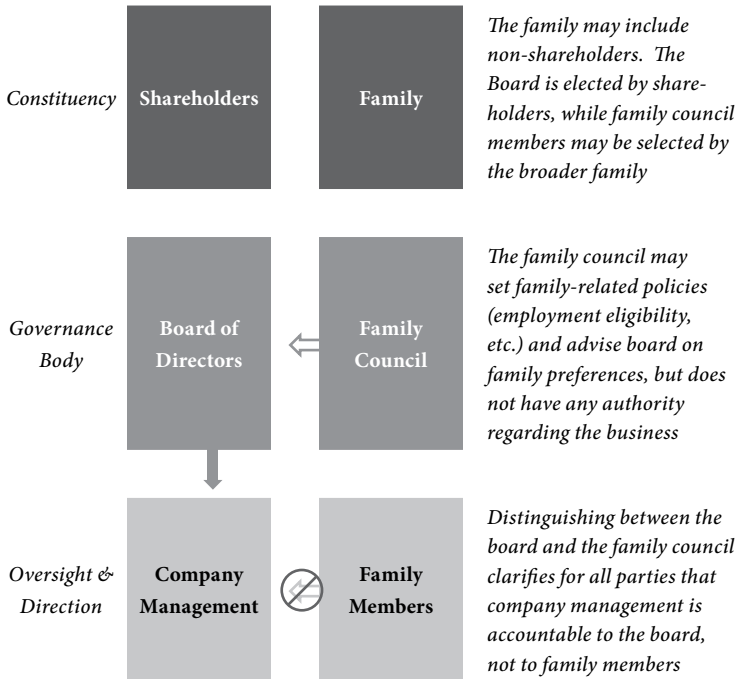 Constituency
Shareholders
Family
The family may include
non-shareholders. The
Board is elected by share-
holders, while family council
members may be selected by
the broader family
Governance
Body
Board of
Directors
Family
Council
The family council may
set family-related policies
(employment eligibility,
etc.) and advise board on
family preferences, but does
not have any authority
regarding the business
Oversight &
Direction
Company
Management
Family
Members
Distinguishing between the
board and the family council
clarifies for all parties that
company management is
accountable to the board,
not to family members